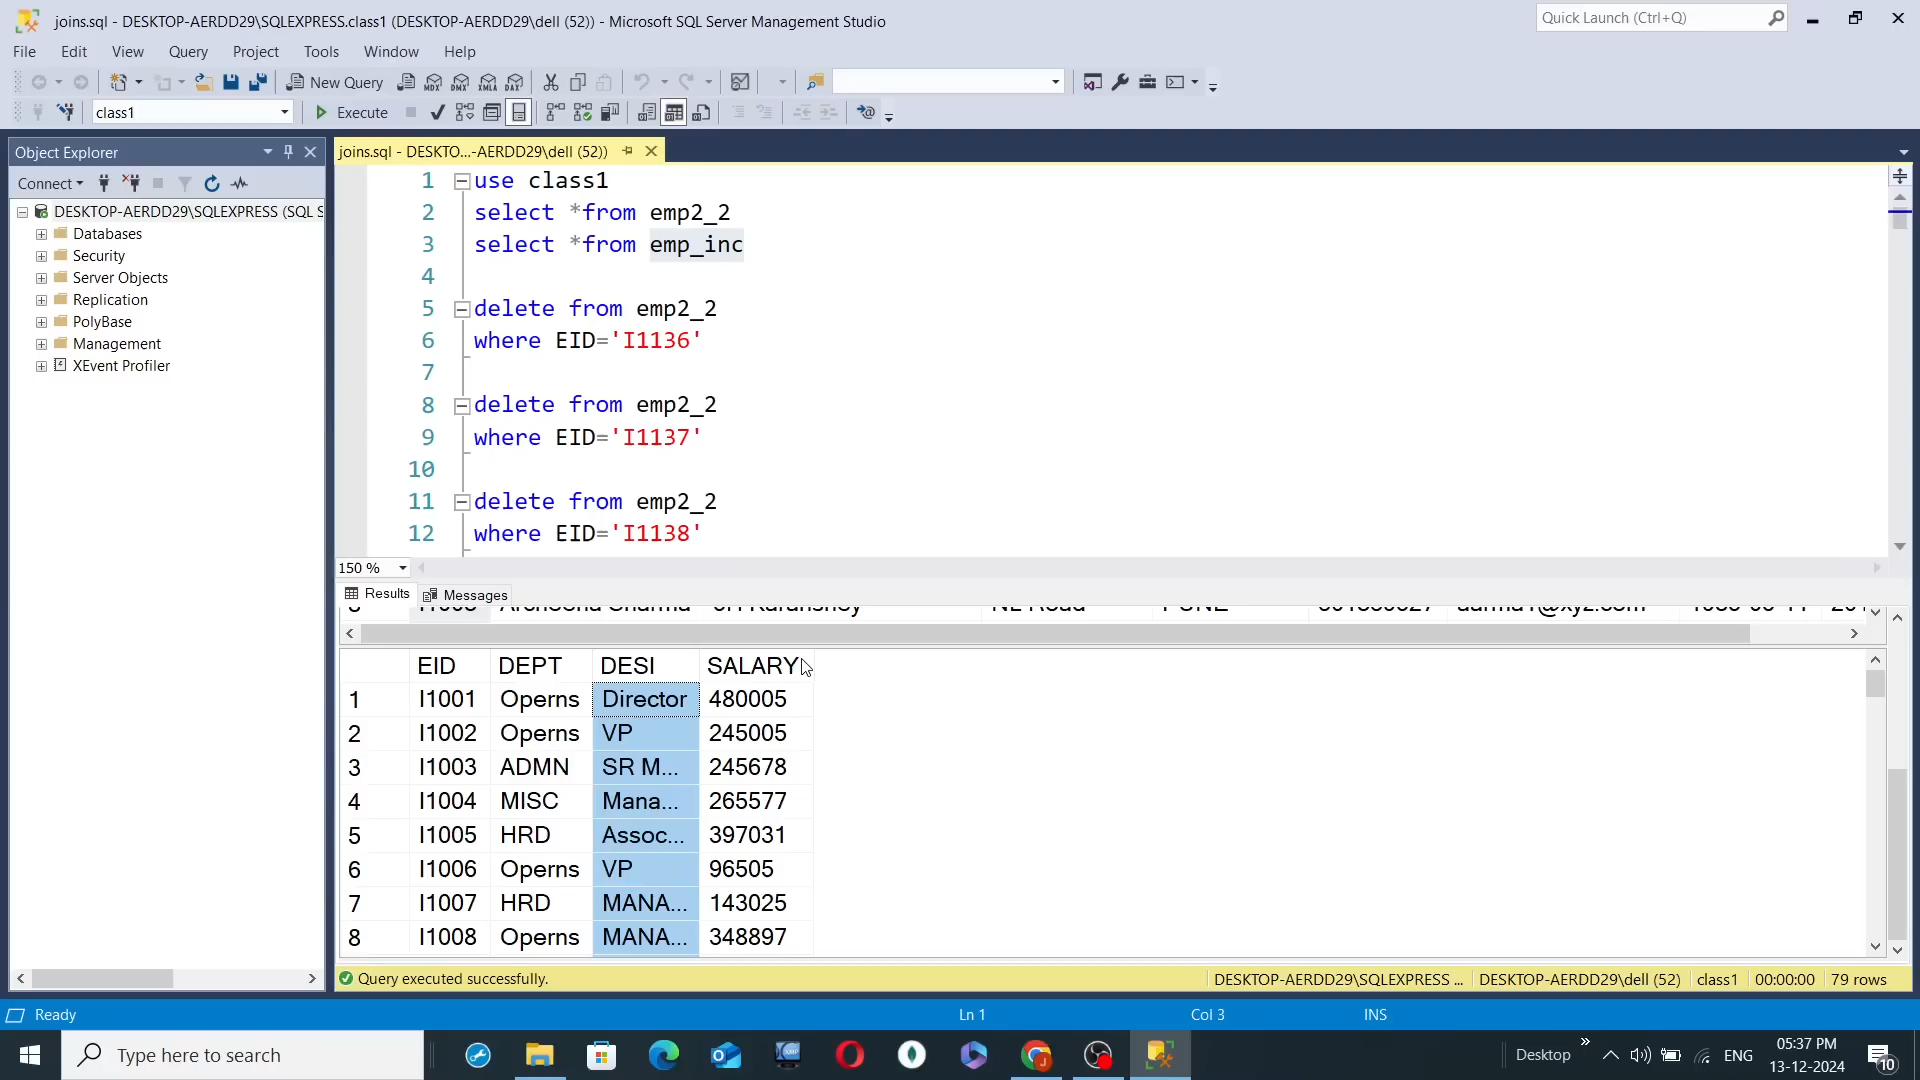 joins.sql - DESKTOP-AERDD29\SQLEXPRESS.class1 (DESKTOP-AERDD29\dell (52)) - Microsoft SQL Server Management Studio
Quick Launch (Ctrl+Q)
File Edit View Query Project Tools Window Help
New Query
class1 Execute
Object Explorer
joins.sql - DESKTO...-AERDD29\dell (52))
Connect
DESKTOP-AERDD29\SQLEXPRESS (SQL S
Databases
Security
Server Objects
Replication
PolyBase
Management
XEvent Profiler
1 use class1
2 select *from emp2_2
3 select *from emp_inc
4
5 delete from emp2_2
6 where EID='I1136'
7
8 delete from emp2_2
9 where EID='I1137'
10
11 delete from emp2_2
12 where EID='I1138'
150 %
Results Messages
EID DEPT DESI SALARY
1 I1001 Operns Director 480005
2 I1002 Operns VP 245005
3 I1003 ADMN SR M... 245678
4 I1004 MISC Mana... 265577
5 I1005 HRD Assoc... 397031
6 I1006 Operns VP 96505
7 I1007 HRD MANA... 143025
8 I1008 Operns MANA... 348897
Query executed successfully. DESKTOP-AERDD29\SQLEXPRESS ... DESKTOP-AERDD29\dell (52) class1 00:00:00 79 rows
Ready Ln 1 Col 3 INS
Type here to search
Desktop ENG
05:37 PM
13-12-2024
10